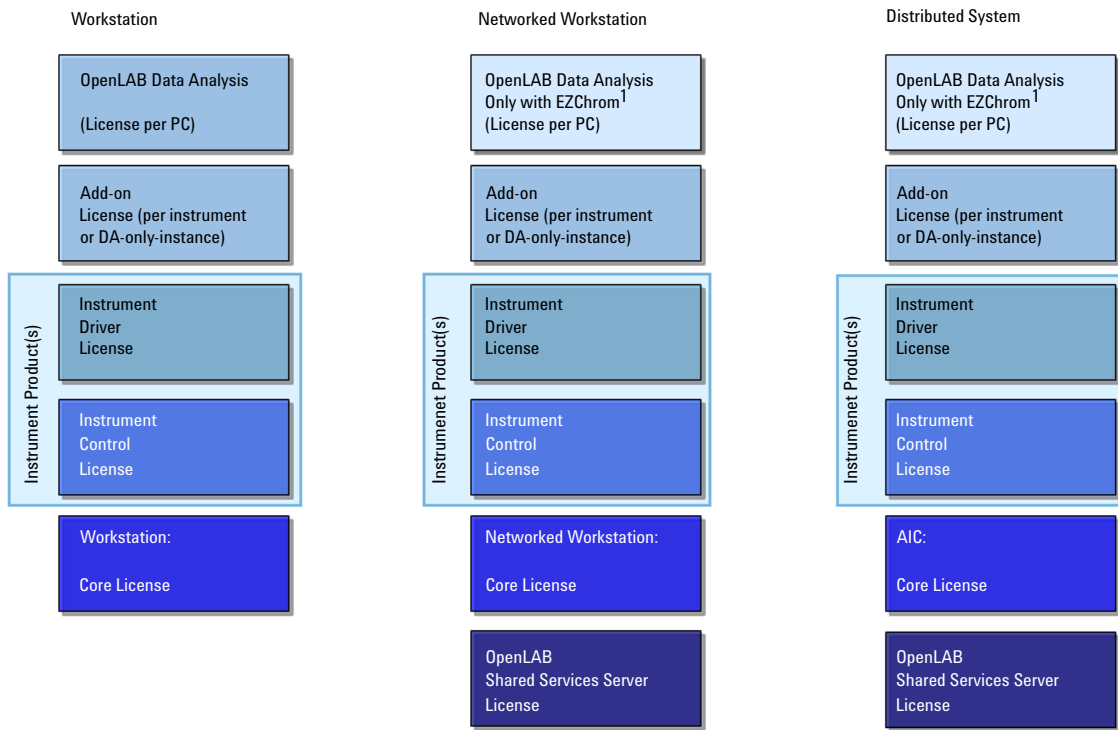 Workstation
OpenLAB Data Analysis
(License per PC)
Add-on
License (per instrument
or DA-only-instance)
Instrument Product(s)
Instrument
Driver
License
Instrument
Control
License
Workstation:
Core License
Networked Workstation
OpenLAB Data Analysis
Only with EZChrom1
(License per PC)
Add-on
License (per instrument
or DA-only-instance)
Instrumenet Product(s)
Instrument
Driver
License
Instrument
Control
License
Networked Workstation:
Core License
OpenLAB
Shared Services Server
License
Distributed System
OpenLAB Data Analysis
Only with EZChrom1
(License per PC)
Add-on
License (per instrument
or DA-only-instance)
Instrument Product(s)
Instrument
Driver
License
Instrument
Control
License
AIC:
Core License
OpenLAB
Shared Services Server
License